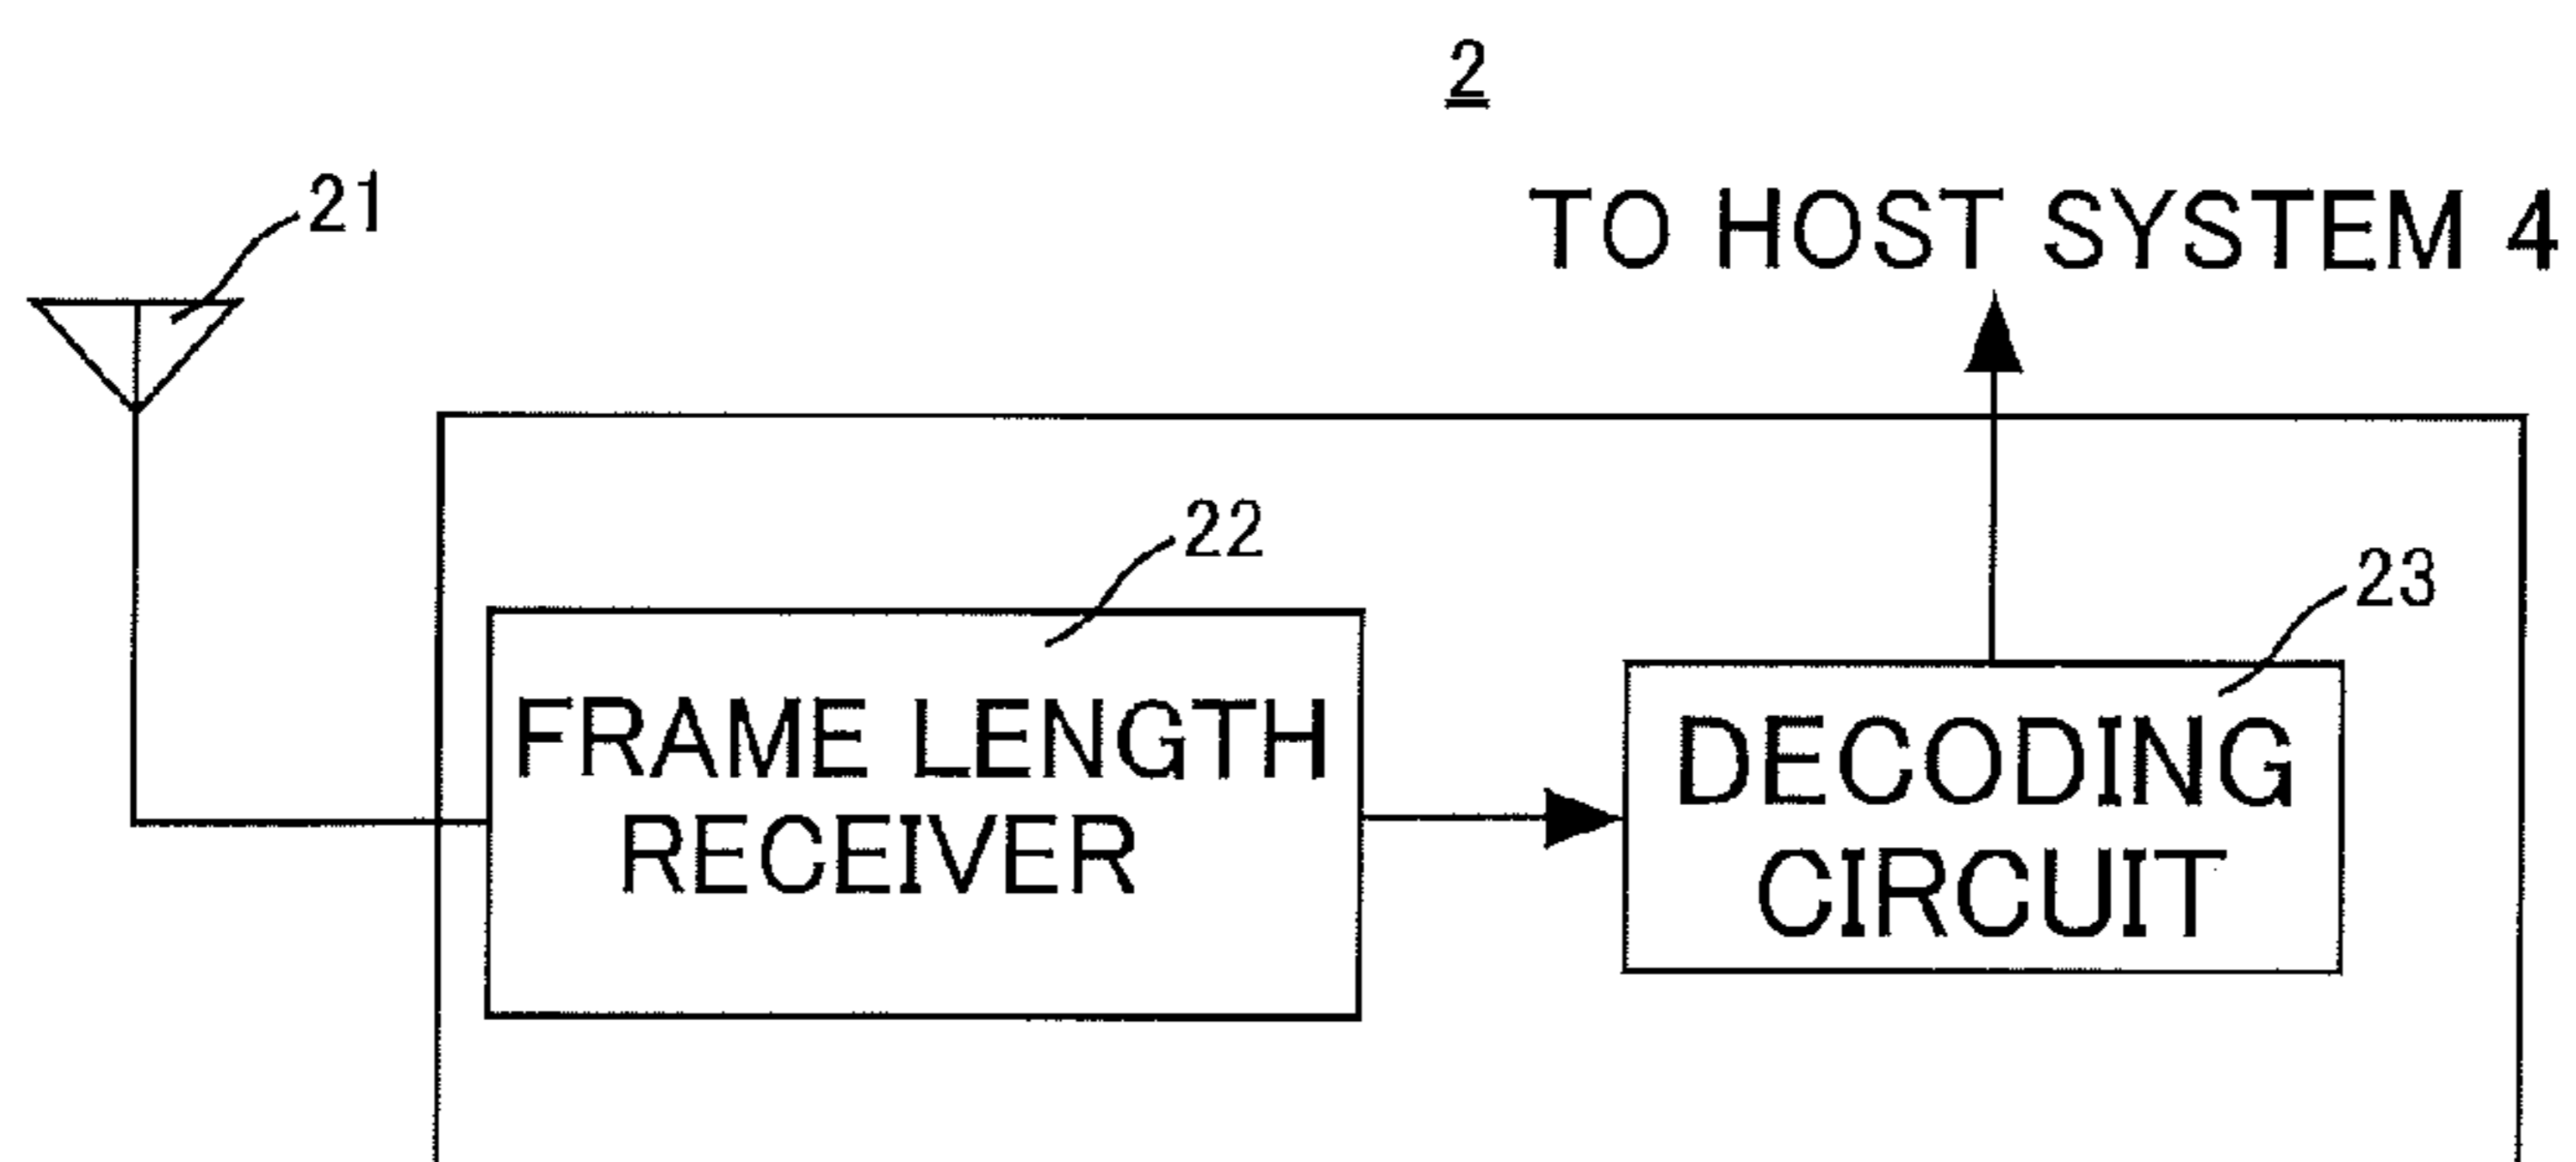 2
21
TO HOST SYSTEM 4
22
23
FRAME LENGTH
RECEIVER
DECODING
CIRCUIT